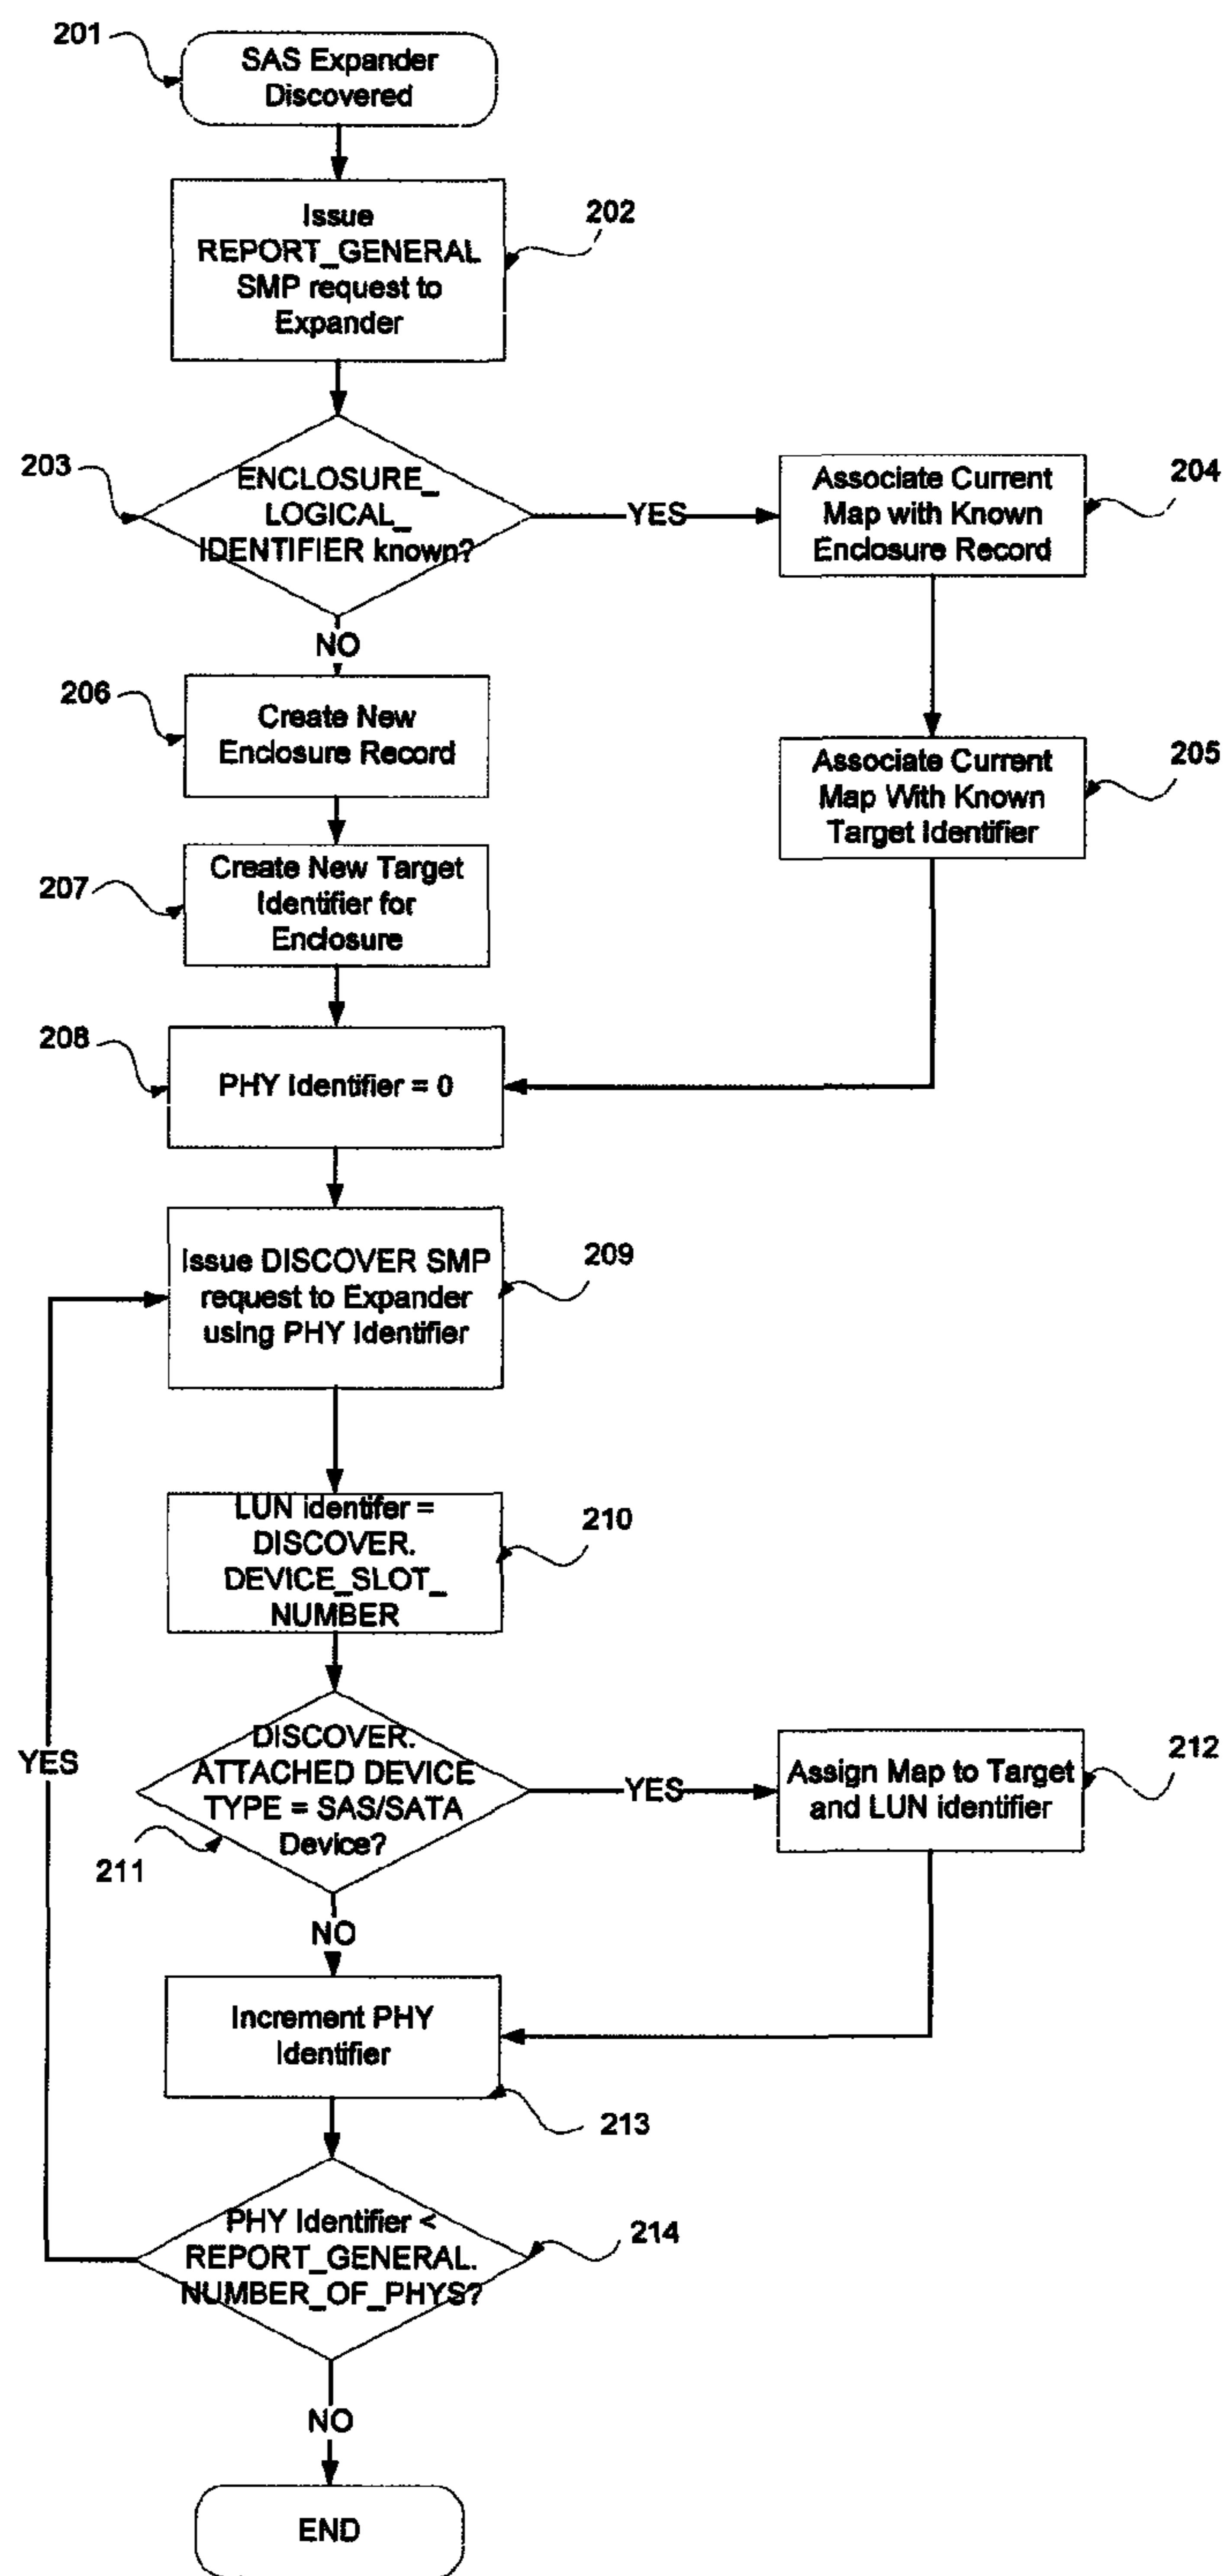 201
SAS Expander
Discovered
Issue
REPORT_GENERAL
SMP request to
Expander
202
203
ENCLOSURE_
LOGICAL_
IDENTIFIER known?
YES
Associate Current
Map with Known
Enclosure Record
204
NO
206
Create New
Enclosure Record
Associate Current
Map With Known
Target Identifier
205
207
Create New Target
Identifier for
Enclosure
208
PHY Identifier = 0
Issue DISCOVER SMP
request to Expander
using PHY Identifier
209
LUN identifer =
DISCOVER.
DEVICE_SLOT_
NUMBER
210
YES
DISCOVER.
ATTACHED DEVICE
TYPE = SAS/SATA
Device?
211
YES
Assign Map to Target
and LUN identifier
212
NO
Increment PHY
Identifier
213
PHY Identifier <
REPORT_GENERAL.
NUMBER_OF_PHYS?
214
NO
END